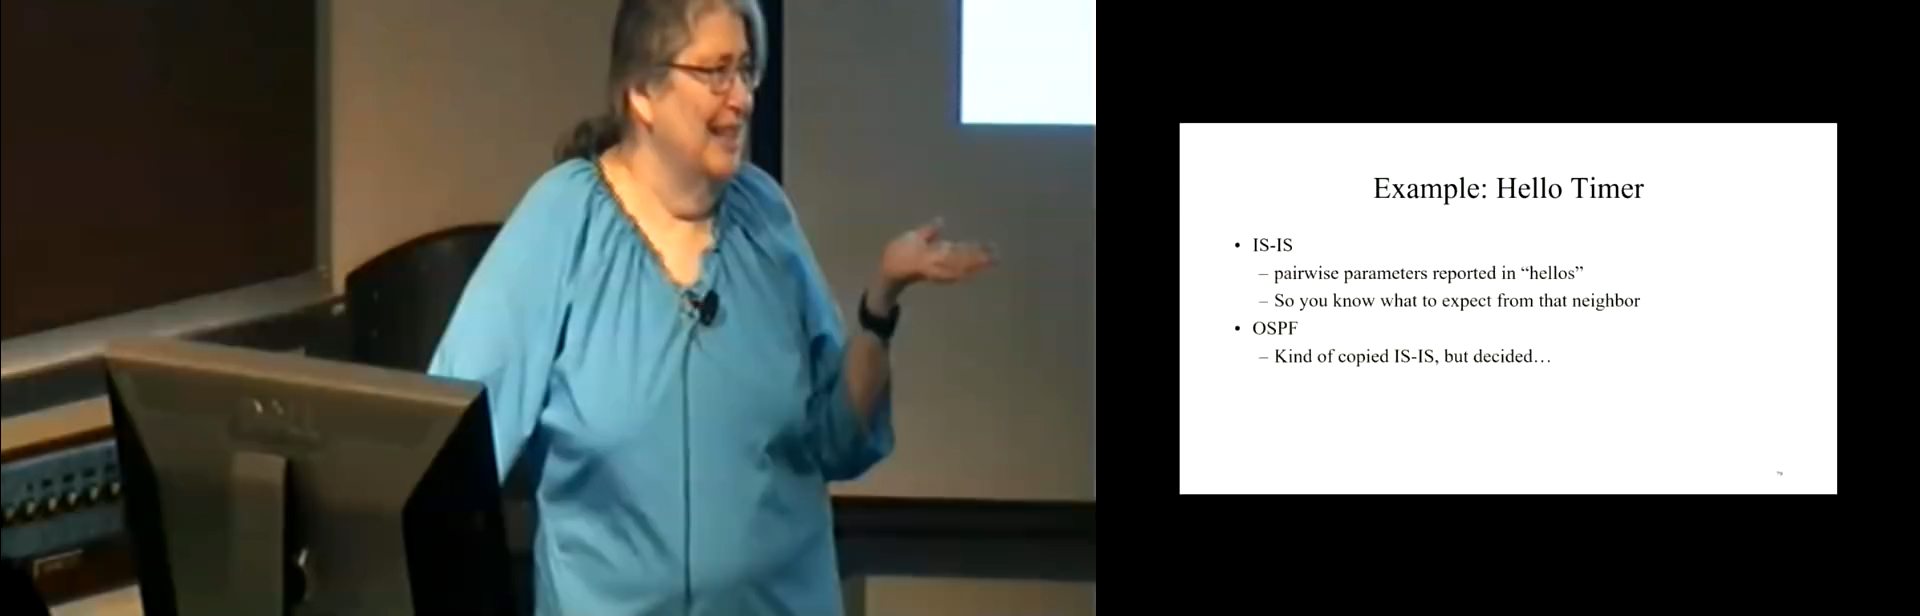 Example: Hello Timer
• IS-IS
– pairwise parameters reported in “hellos”
– So you know what to expect from that neighbor
• OSPF
– Kind of copied IS-IS, but decided…